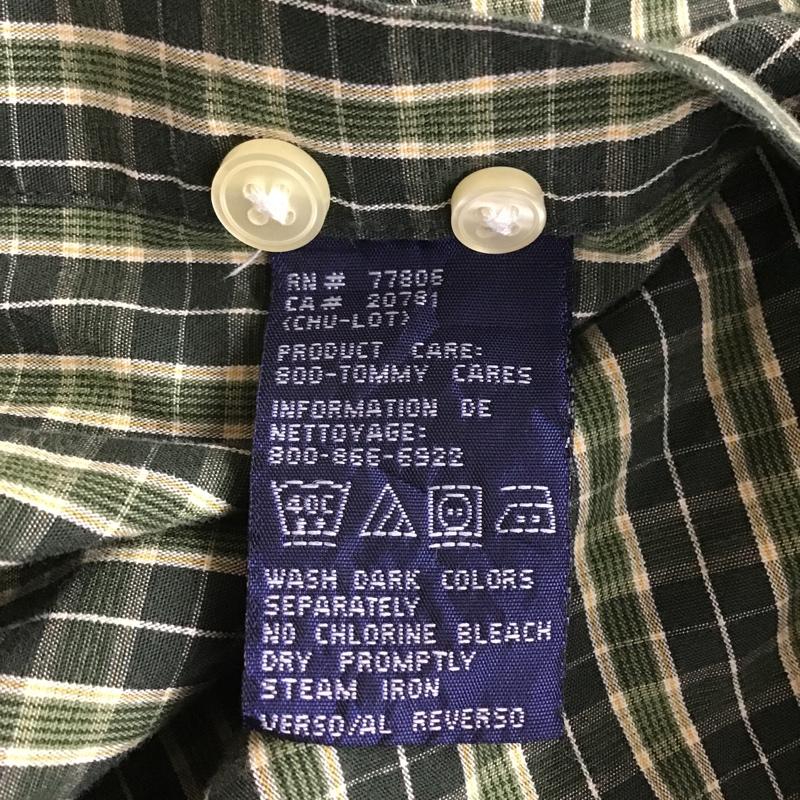 RN # 77806
CA# 20781
(CHU-LOT)
PRODUCT CARE:
800-TOMMY CARES
INFORMATION DE
NETTOYAGE:
800-866-6922
40C
WASH DARK COLORS
SEPARATELY
NO CHLORINE BLEACH
DRY PROMPTLY
STEAM IRON
VERSO/AL REVERSO